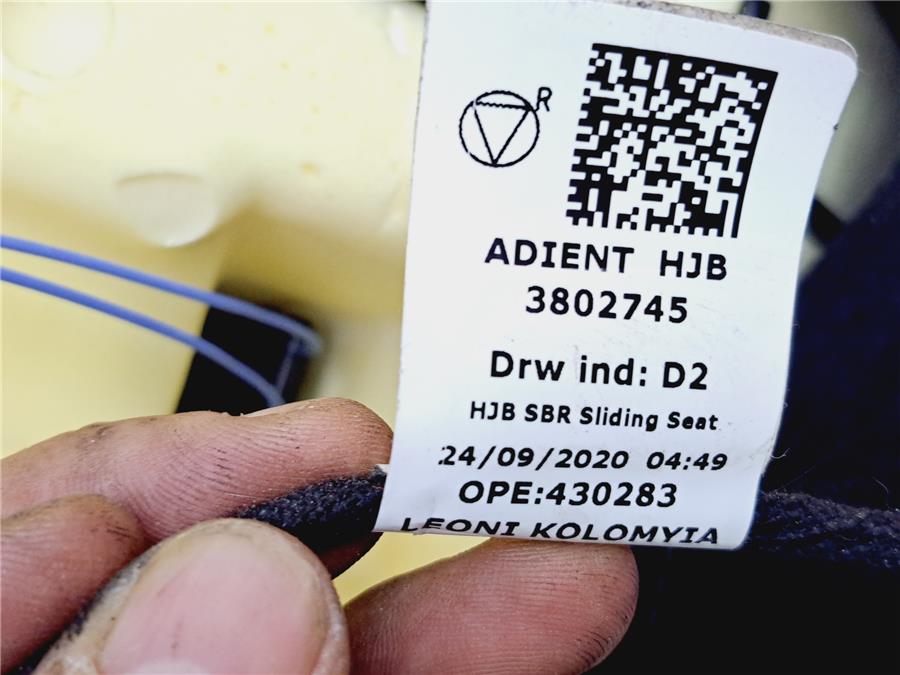 R
ADIENT HJB
3802745
Drw ind: D2
HJB SBR Sliding Seat
24/09/2020 04:49
OPE:430283
LEONI KOLOMYIA